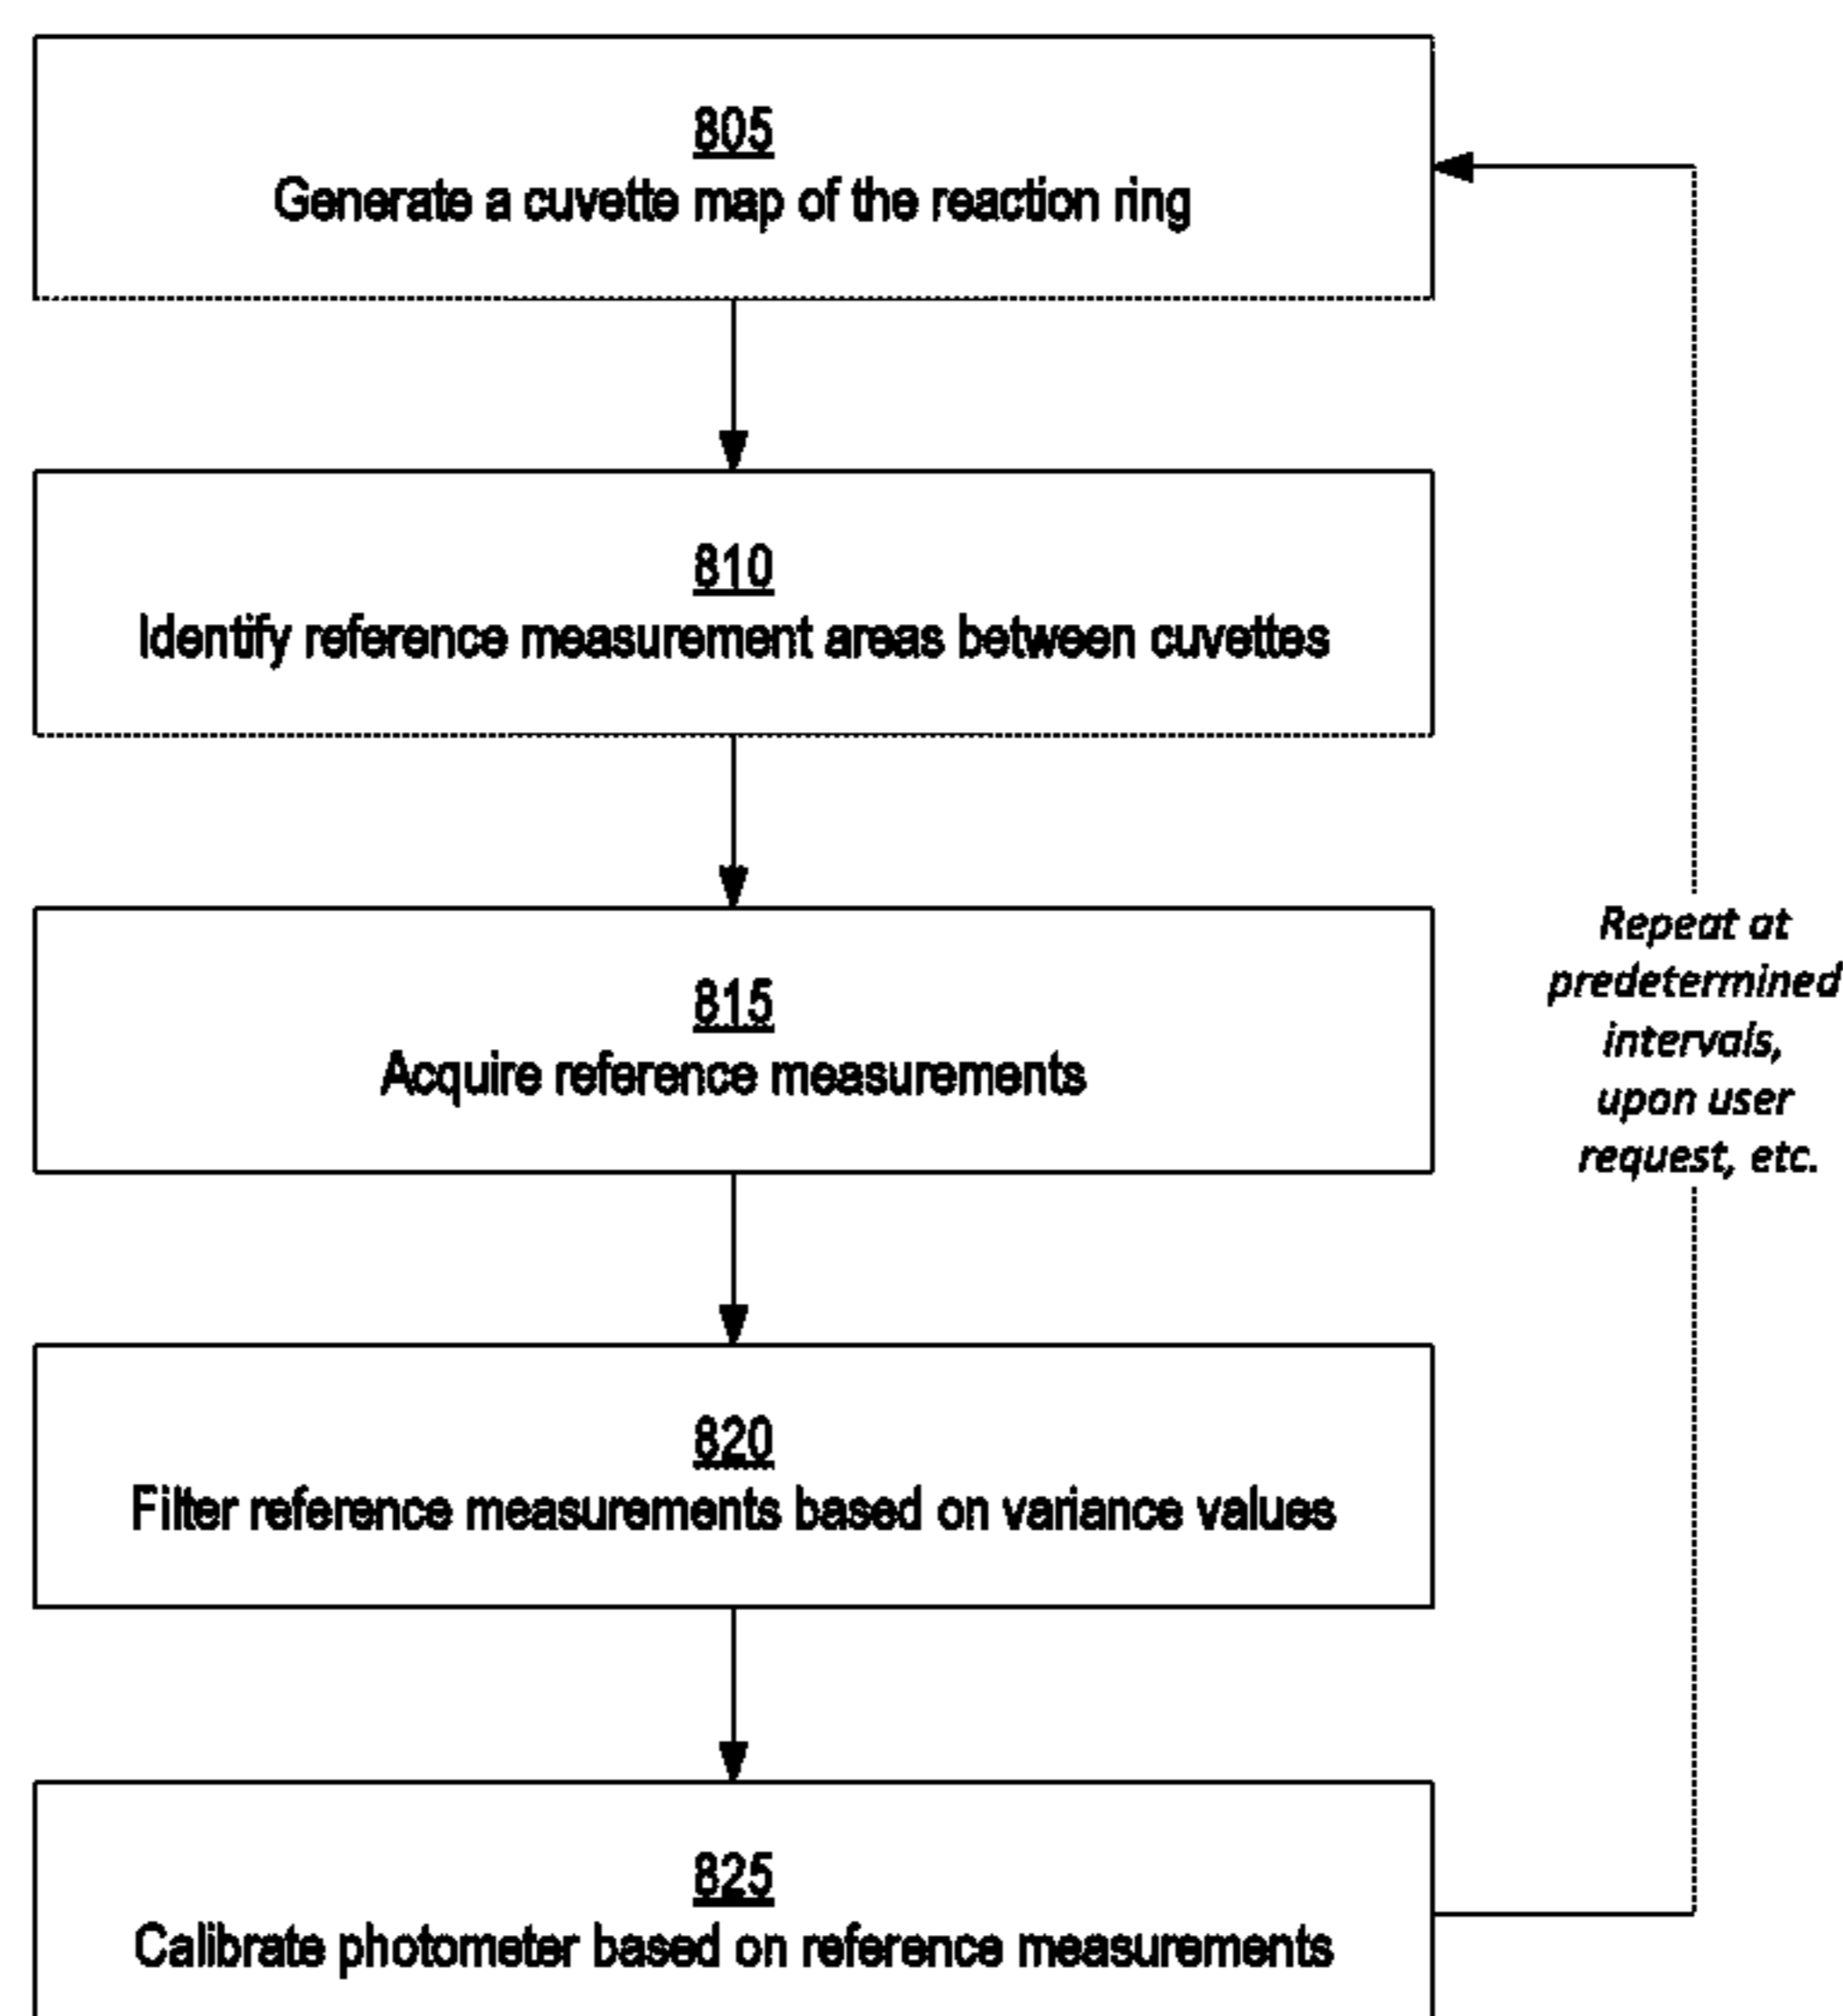 805
Generate a cuvette map of the reaction ring
810
Identify reference measurement areas between cuvettes
815
Acquire reference measurements
820
Filter reference measurements based on variance values
825
Calibrate photometer based on reference measurements
Repeat at
predetermined
intervals,
upon user
request, etc.